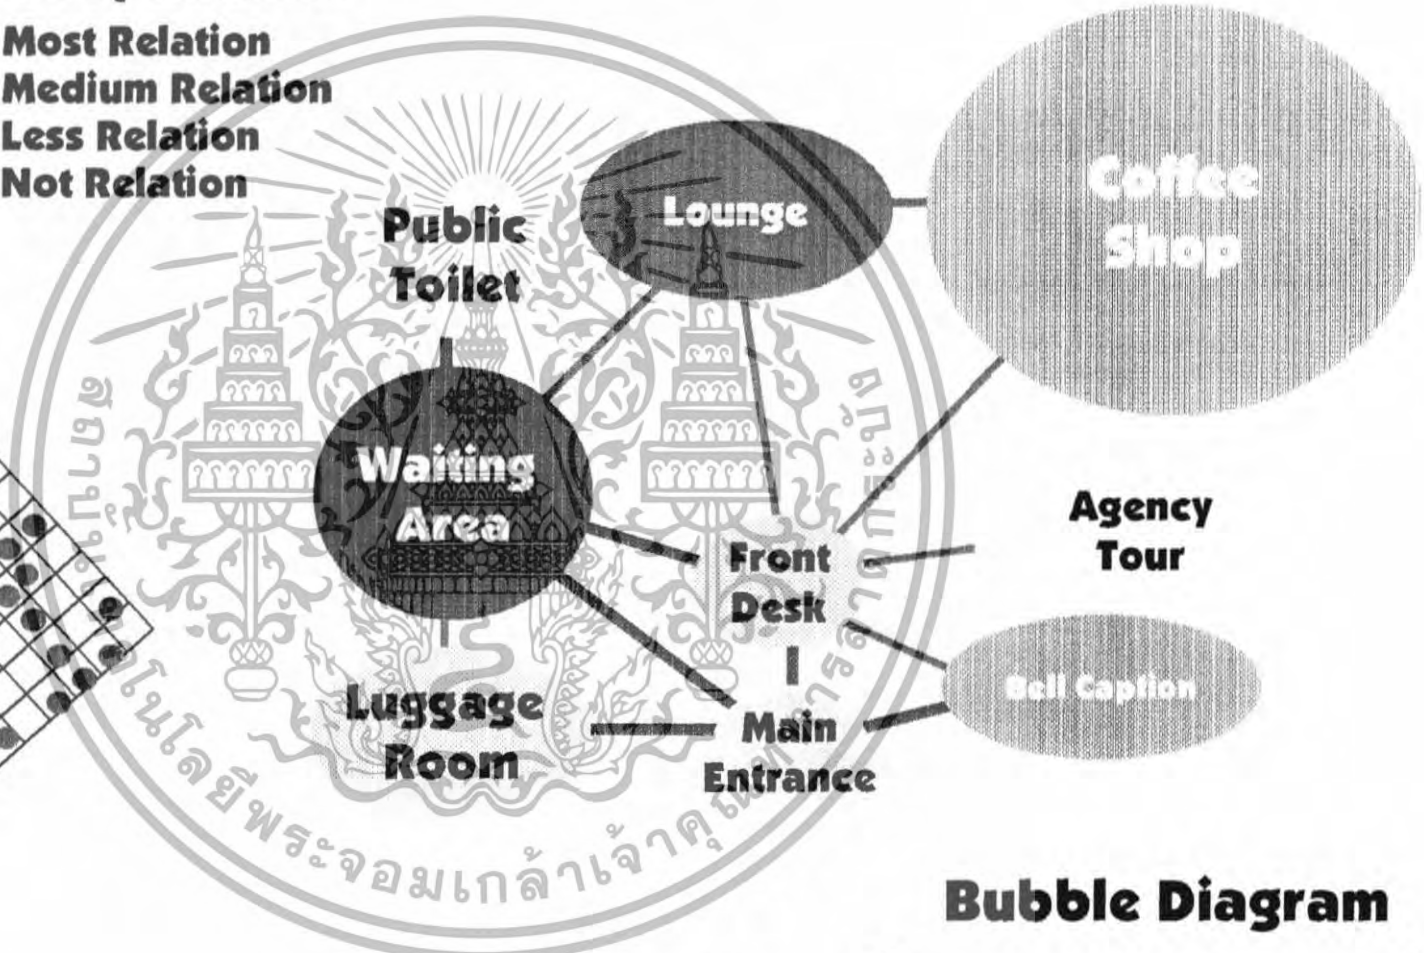 Most Relation
Medium Relation
Less Relation
Not Relation
Public
Toilet
Lounge
Coffee
Shop
Waiting
Area
Front
Desk
Agency
Tour
Bell Caption
Luggage
Room
Main
Entrance
Bubble Diagram